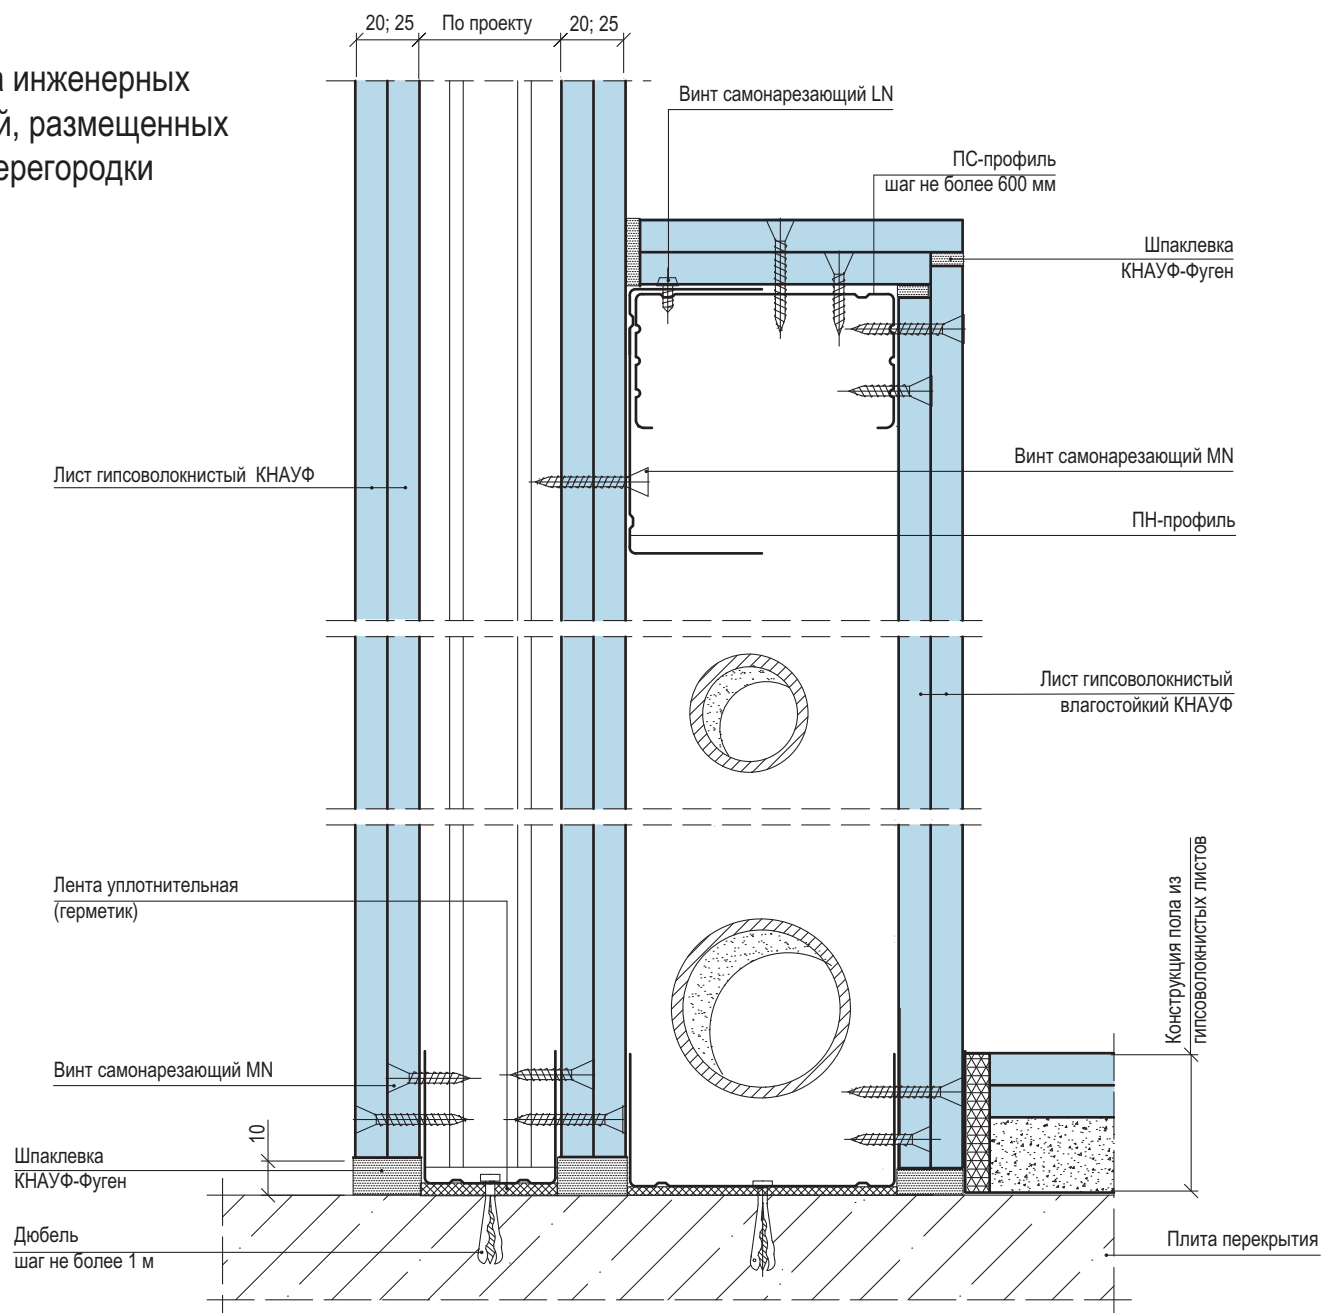 20; 25
По проекту
20; 25
инженерных
размещенных
Винт самонарезающий LN
ПС-профиль
шаг не более 600 мм
Шпаклевка
КНАУФ-Фуген
Лист гипсоволокнистый КНАУФ
Винт самонарезающий MN
ПН-профиль
Лист гипсоволокнистый
влагостойкий КНАУФ
Лента уплотнительная
(герметик)
Конструкция пола из
гипсоволокнистых листов
Винт самонарезающий MN
10
Шпаклевка
КНАУФ-Фуген
Дюбель
шаг не более 1 м
Плита перекрытия